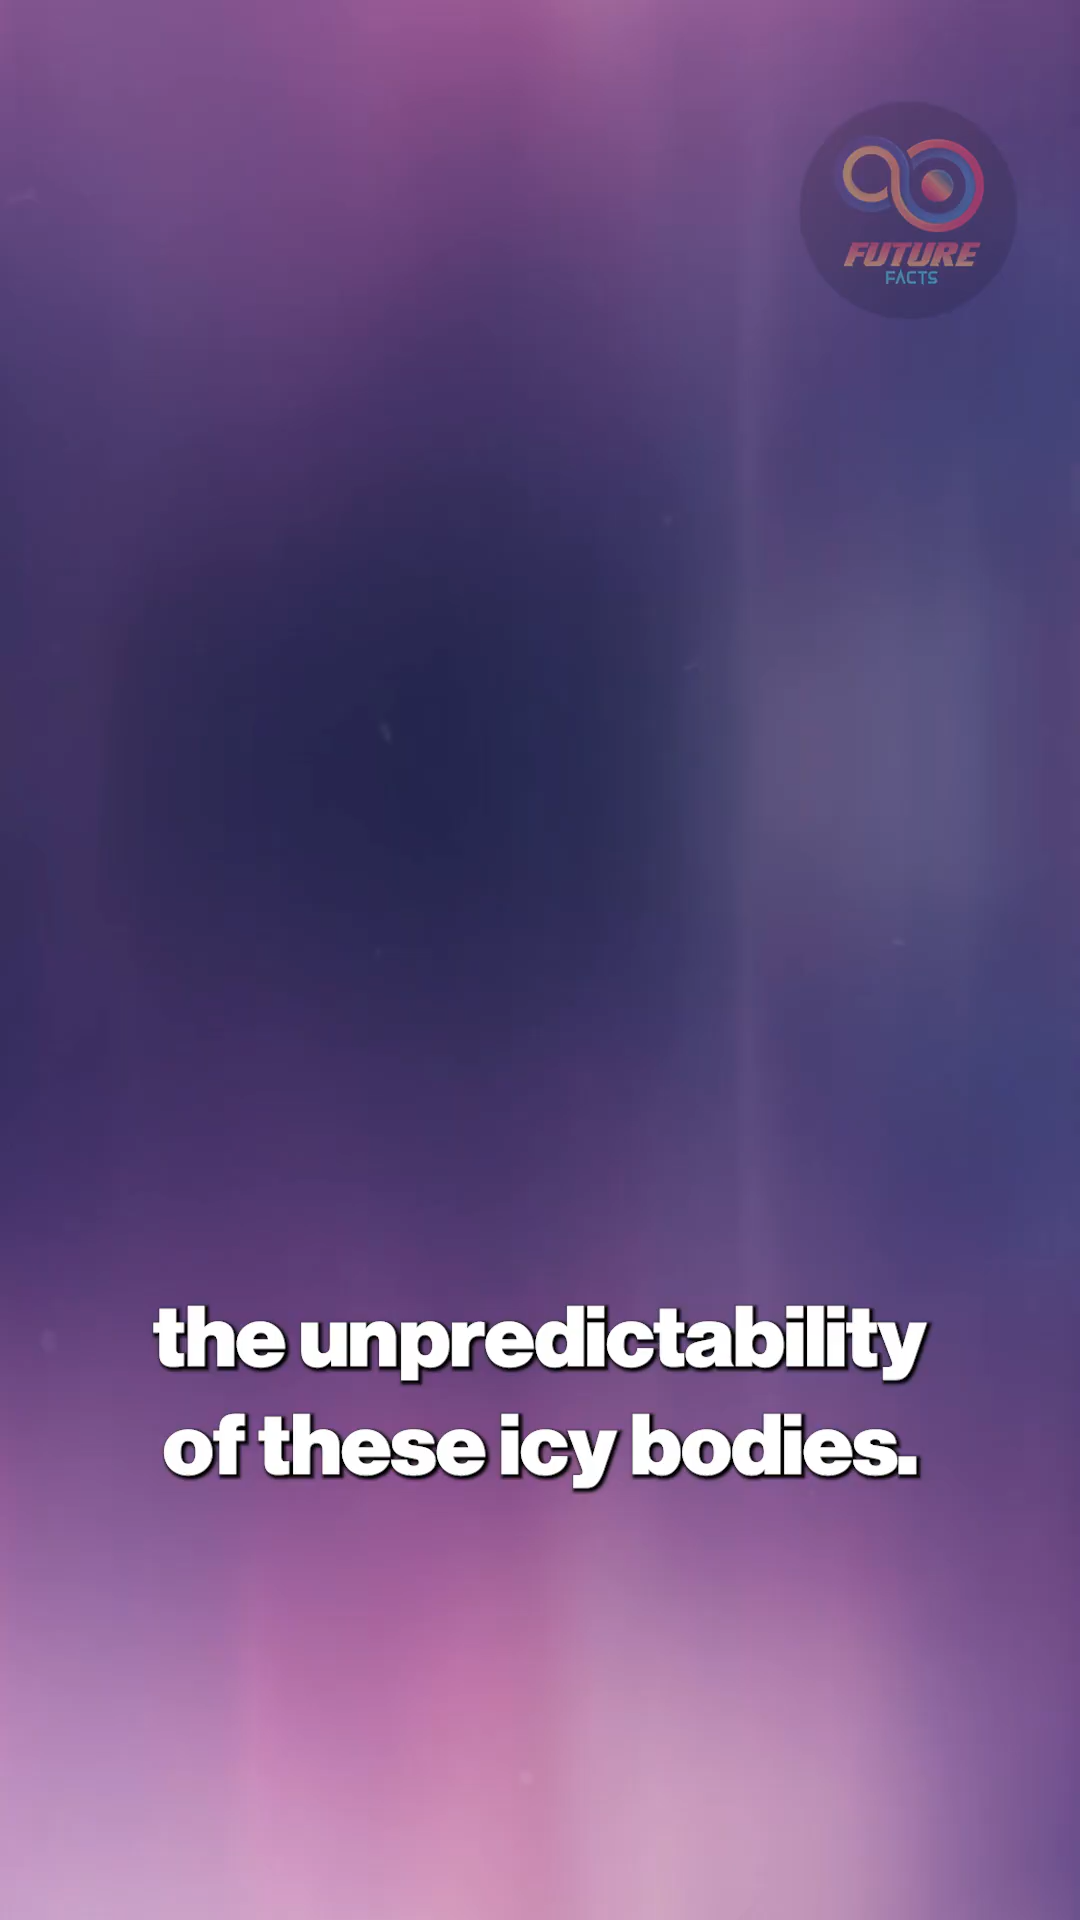 FUTURE
FACTS
the unpredictability
of these icy bodies.